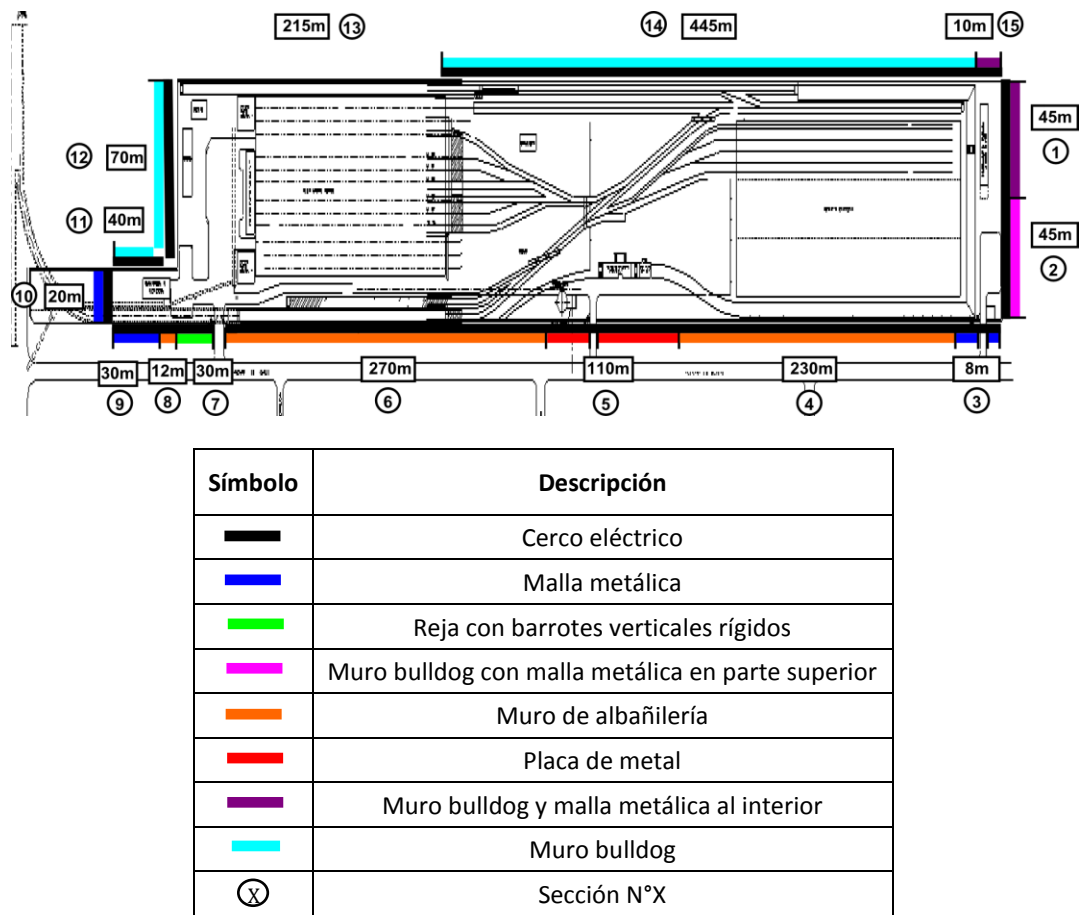 215m 13
14 445m
10m 15
45m
1
12 70m
11 40m
45m
2
10 20m
30m 12m 30m 270m 110m 230m 8m
9 8 7 6 5 4 3
Símbolo Descripción
Cerco eléctrico
Malla metálica
Reja con barrotes verticales rígidos
Muro bulldog con malla metálica en parte superior
Muro de albañilería
Placa de metal
Muro bulldog y malla metálica al interior
Muro bulldog
X Sección N°X